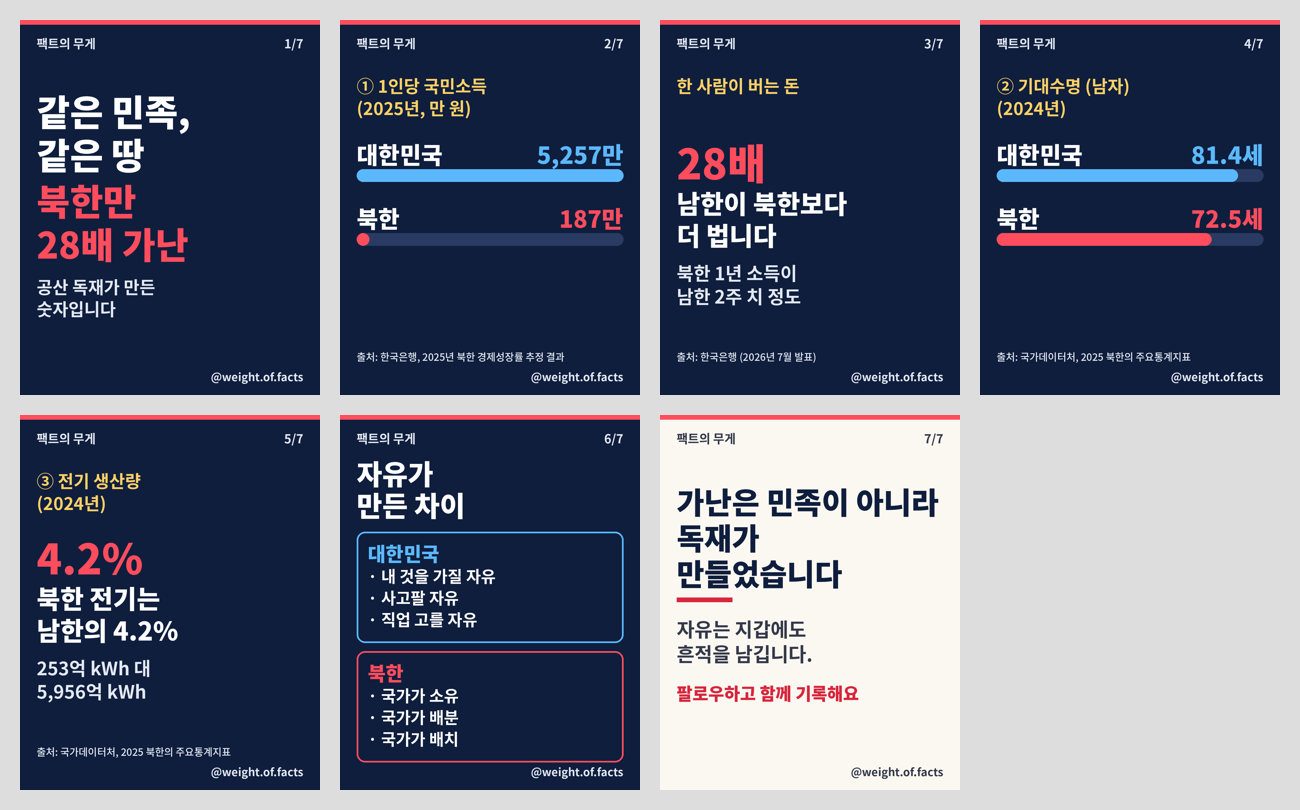 팩트의 무게
1/7
같은 민족,
같은 땅
북한만
28배 가난
공산 독재가 만든
숫자입니다
@weight.of.facts
팩트의 무게
2/7
① 1인당 국민소득
(2025년, 만 원)
대한민국
5,257만
북한
187만
출처: 한국은행, 2025년 북한 경제성장률 추정 결과
@weight.of.facts
팩트의 무게
3/7
한 사람이 버는 돈
28배
남한이 북한보다
더 법니다
북한 1년 소득이
남한 2주 치 정도
출처: 한국은행 (2026년 7월 발표)
@weight.of.facts
팩트의 무게
4/7
② 기대수명 (남자)
(2024년)
대한민국
81.4세
북한
72.5세
출처: 국가데이터처, 2025 북한의 주요통계지표
@weight.of.facts
팩트의 무게
5/7
③ 전기 생산량
(2024년)
4.2%
북한 전기는
남한의 4.2%
253억 kWh 대
5,956억 kWh
출처: 국가데이터처, 2025 북한의 주요통계지표
@weight.of.facts
팩트의 무게
6/7
자유가
만든 차이
대한민국
· 내 것을 가질 자유
· 사고팔 자유
· 직업 고를 자유
북한
· 국가가 소유
· 국가가 배분
· 국가가 배치
@weight.of.facts
팩트의 무게
7/7
가난은 민족이 아니라
독재가
만들었습니다
자유는 지갑에도
흔적을 남깁니다.
팔로우하고 함께 기록해요
@weight.of.facts